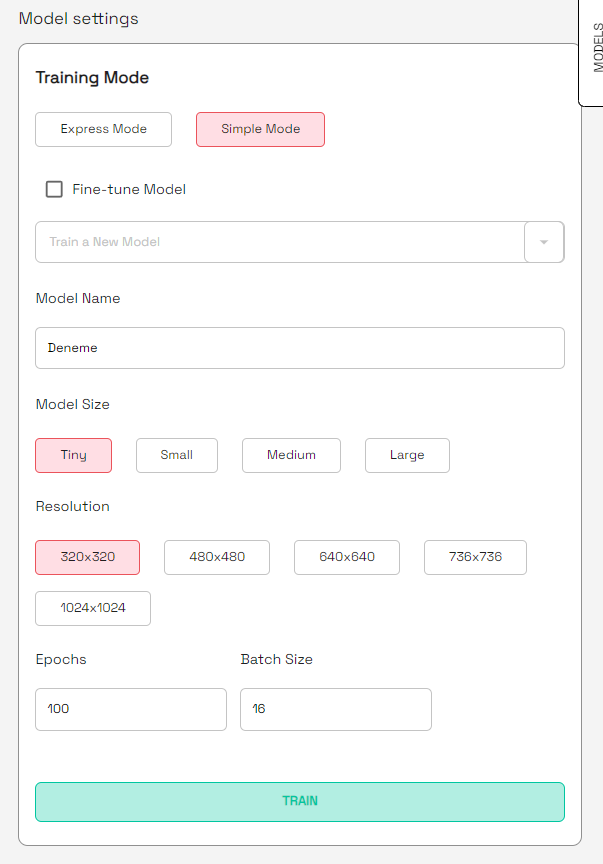 Model settings
MODELS
Training Mode
Express Mode
Simple Mode
Fine-tune Model
Train a New Model
Model Name
Deneme
Model Size
Tiny
Small
Medium
Large
Resolution
320x320
480x480
640x640
736x736
1024x1024
Epochs
Batch Size
100
16
TRAIN